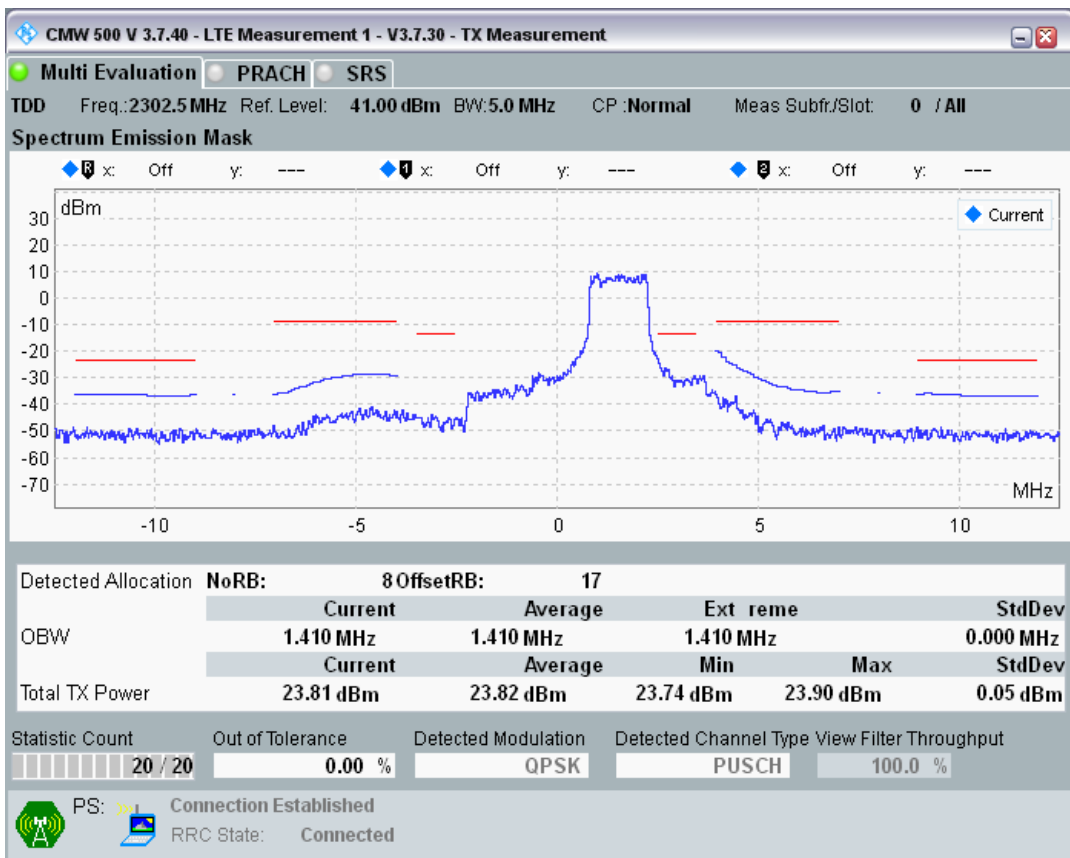 CMW 500 V 3.7.40 - LTE Measurement 1 - V3.7.30 - TX Measurement
Multi Evaluation PRACH SRS
TDD Freq.:2302.5 MHz Ref. Level: 41.00 dBm BW:5.0 MHz CP :Normal Meas Subfr./Slot: 0 / All
Spectrum Emission Mask
R x: Off y: --- 1 x: Off y: --- 2 x: Off y: ---
dBm
Current
30
20
10
0
-10
-20
-30
-40
-50
-60
-70
MHz
-10 -5 0 5 10
Detected Allocation NoRB: 8 OffsetRB: 17
Current Average Ext reme StdDev
OBW 1.410 MHz 1.410 MHz 1.410 MHz 0.000 MHz
Current Average Min Max StdDev
Total TX Power 23.81 dBm 23.82 dBm 23.74 dBm 23.90 dBm 0.05 dBm
Statistic Count Out of Tolerance Detected Modulation Detected Channel Type View Filter Throughput
20 / 20 0.00 % QPSK PUSCH 100.0 %
PS: Connection Established
RRC State: Connected